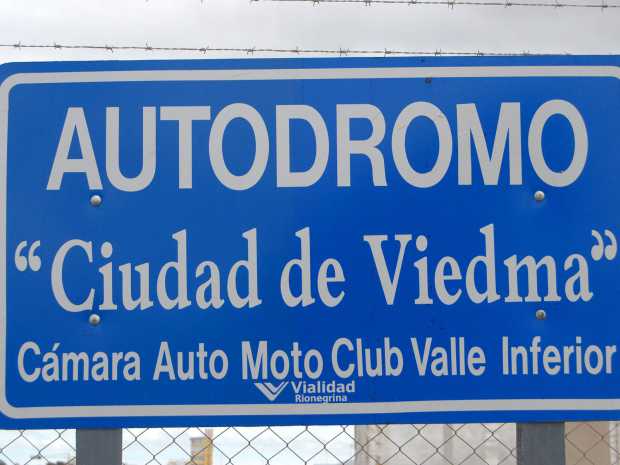 AUTODROMO
“Ciudad de Viedma”
Cámara Auto Moto Club Valle Inferior
Vialidad
Rionegrina